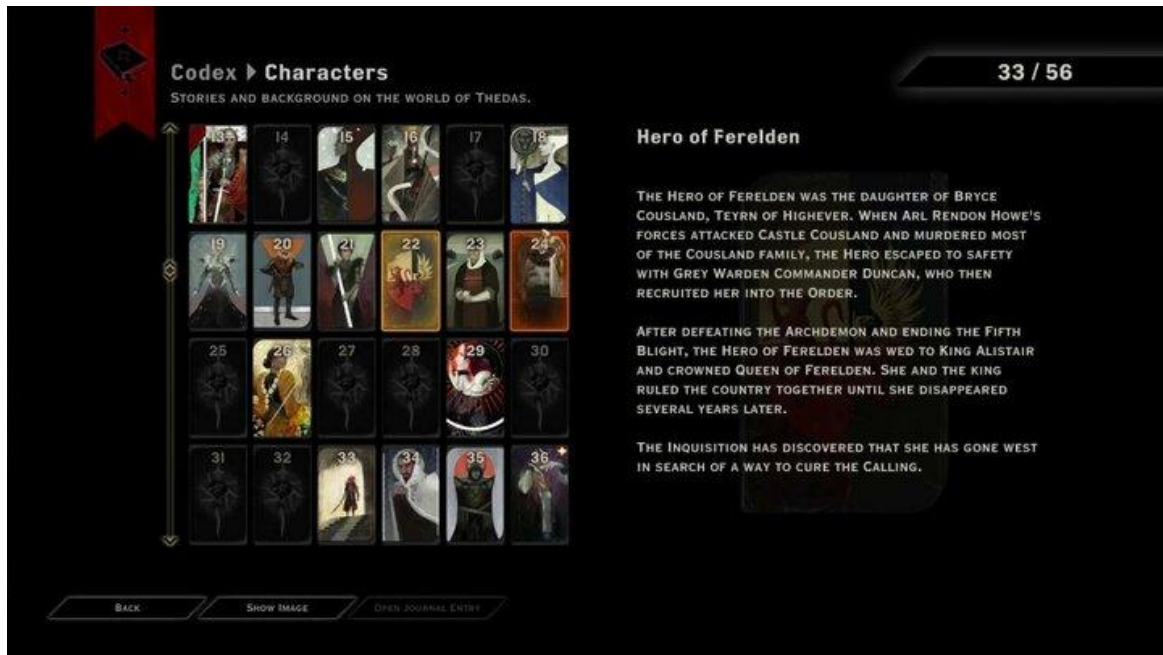 Codex ▸ Characters
Stories and background on the world of Thedas.
33 / 56
13 14 15 16 17 18
19 20 21 22 23 24
25 26 27 28 29 30
31 32 33 34 35 36
Hero of Ferelden
The Hero of Ferelden was the daughter of Bryce
Cousland, Teyrn of Highever. When Arl Rendon Howe's
forces attacked Castle Cousland and murdered most
of the Cousland family, the Hero escaped to safety
with Grey Warden Commander Duncan, who then
recruited her into the Order.
After defeating the Archdemon and ending the Fifth
Blight, the Hero of Ferelden was wed to King Alistair
and crowned Queen of Ferelden. She and the king
ruled the country together until she disappeared
several years later.
The Inquisition has discovered that she has gone west
in search of a way to cure the Calling.
Back
Show Image
Open Journal Entry